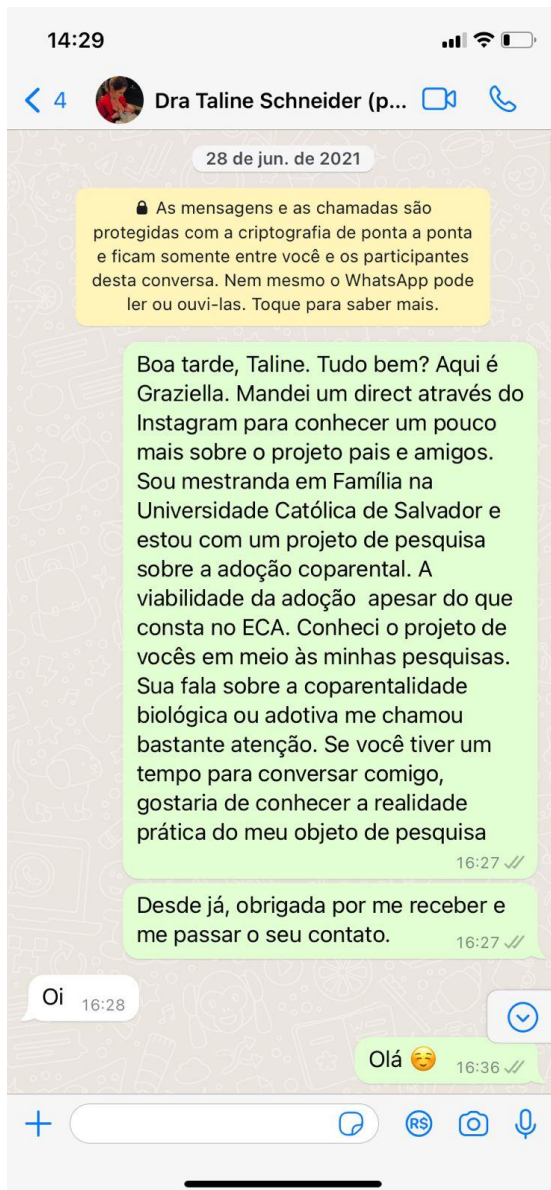 14:29
4
Dra Taline Schneider (p...
28 de jun. de 2021
As mensagens e as chamadas são
protegidas com a criptografia de ponta a ponta
e ficam somente entre você e os participantes
desta conversa. Nem mesmo o WhatsApp pode
ler ou ouvi-las. Toque para saber mais.
Boa tarde, Taline. Tudo bem? Aqui é
Graziella. Mandei um direct através do
Instagram para conhecer um pouco
mais sobre o projeto pais e amigos.
Sou mestranda em Família na
Universidade Católica de Salvador e
estou com um projeto de pesquisa
sobre a adoção coparental. A
viabilidade da adoção  apesar do que
consta no ECA. Conheci o projeto de
vocês em meio às minhas pesquisas.
Sua fala sobre a coparentalidade
biológica ou adotiva me chamou
bastante atenção. Se você tiver um
tempo para conversar comigo,
gostaria de conhecer a realidade
prática do meu objeto de pesquisa
16:27
Desde já, obrigada por me receber e
me passar o seu contato.
16:27
Oi 16:28
Olá ☺️ 16:36
R$